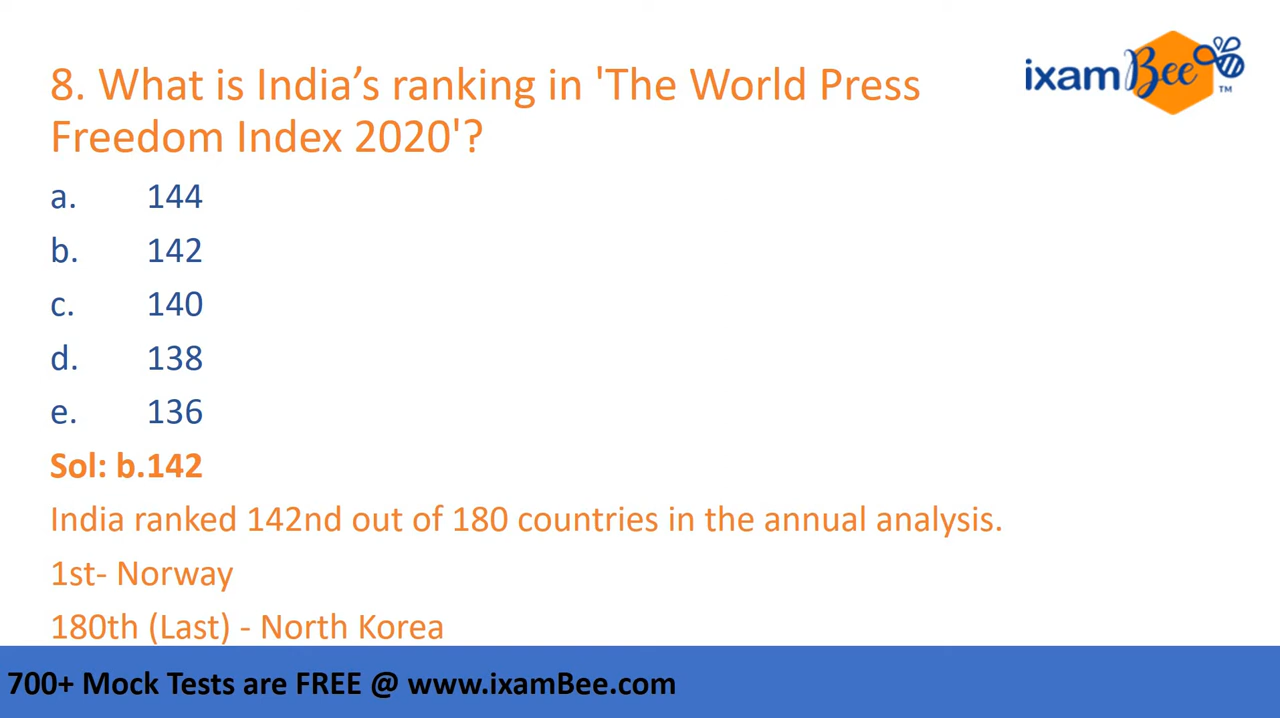 8. What is India’s ranking in 'The World Press
Freedom Index 2020'?
ixamBee TM
a. 144
b. 142
c. 140
d. 138
e. 136
Sol: b.142
India ranked 142nd out of 180 countries in the annual analysis.
1st- Norway
180th (Last) - North Korea
700+ Mock Tests are FREE @ www.ixamBee.com